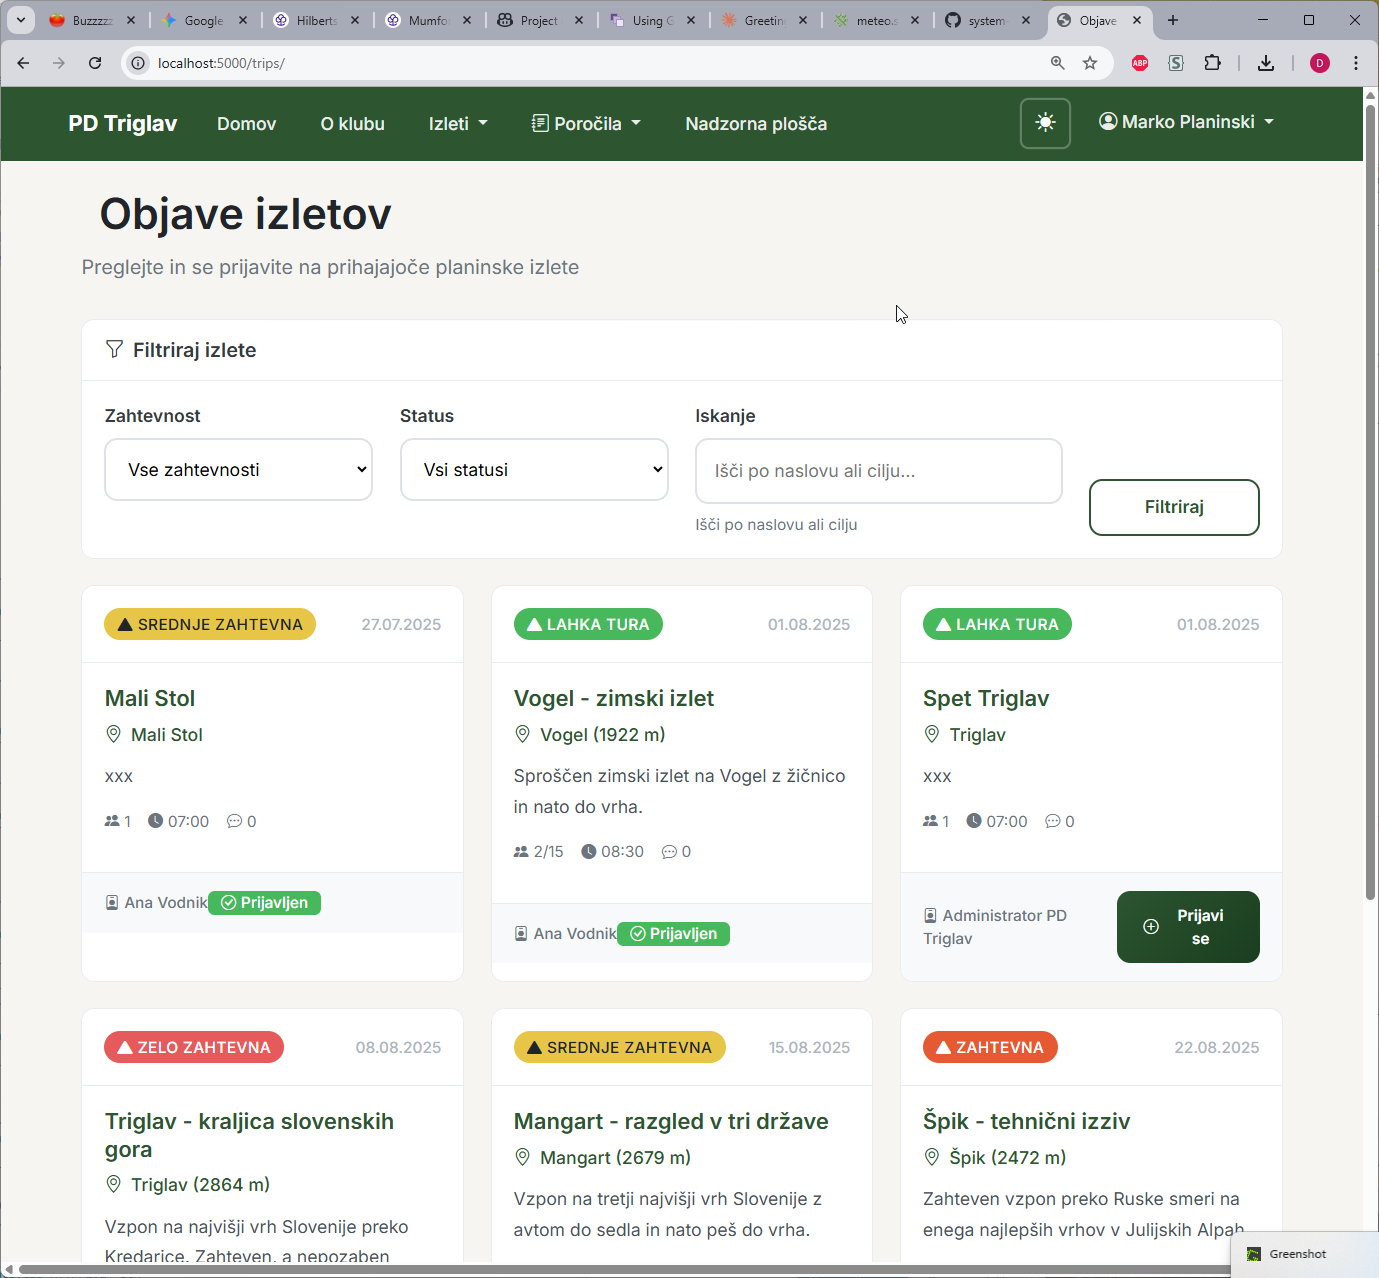 Buzzzz
Google
Hilberts
Mumfo
Project
Using G
Greetin
meteo.s
system-
Objave
localhost:5000/trips/
ABP
S
D
PD Triglav
Domov
O klubu
Izleti
Poročila
Nadzorna plošča
Marko Planinski
Objave izletov
Preglejte in se prijavite na prihajajoče planinske izlete
Filtriraj izlete
Zahtevnost
Status
Iskanje
Vse zahtevnosti
Vsi statusi
Išči po naslovu ali cilju...
Išči po naslovu ali cilju
Filtriraj
SREDNJE ZAHTEVNA
27.07.2025
Mali Stol
Mali Stol
xxx
1
07:00
0
Ana Vodnik
Prijavljen
LAHKA TURA
01.08.2025
Vogel - zimski izlet
Vogel (1922 m)
Sproščen zimski izlet na Vogel z žičnico
in nato do vrha.
2/15
08:30
0
Ana Vodnik
Prijavljen
LAHKA TURA
01.08.2025
Spet Triglav
Triglav
xxx
1
07:00
0
Administrator PD
Triglav
Prijavi
se
ZELO ZAHTEVNA
08.08.2025
Triglav - kraljica slovenskih
gora
Triglav (2864 m)
Vzpon na najvišji vrh Slovenije preko
Kredarice. Zahteven, a nepozaben
SREDNJE ZAHTEVNA
15.08.2025
Mangart - razgled v tri države
Mangart (2679 m)
Vzpon na tretji najvišji vrh Slovenije z
avtom do sedla in nato peš do vrha.
ZAHTEVNA
22.08.2025
Špik - tehnični izziv
Špik (2472 m)
Zahteven vzpon preko Ruske smeri na
enega najlepših vrhov v Julijskih Alpah.
Greenshot